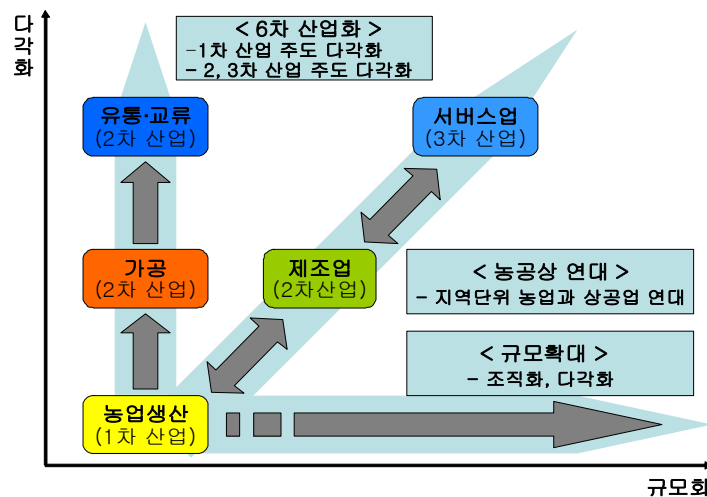 다각화
< 6차 산업화 >
-1차 산업 주도 다각화
- 2, 3차 산업 주도 다각화
유통·교류
(2차 산업)
서버스업
(3차 산업)
가공
(2차 산업)
제조업
(2차산업)
< 농공상 연대 >
- 지역단위 농업과 상공업 연대
< 규모확대 >
- 조직화, 다각화
농업생산
(1차 산업)
규모화